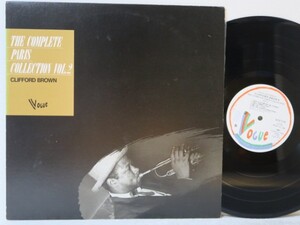 THE COMPLETE
PARIS
COLLECTION VOL.2
CLIFFORD BROWN
VOGUE
VOGUE